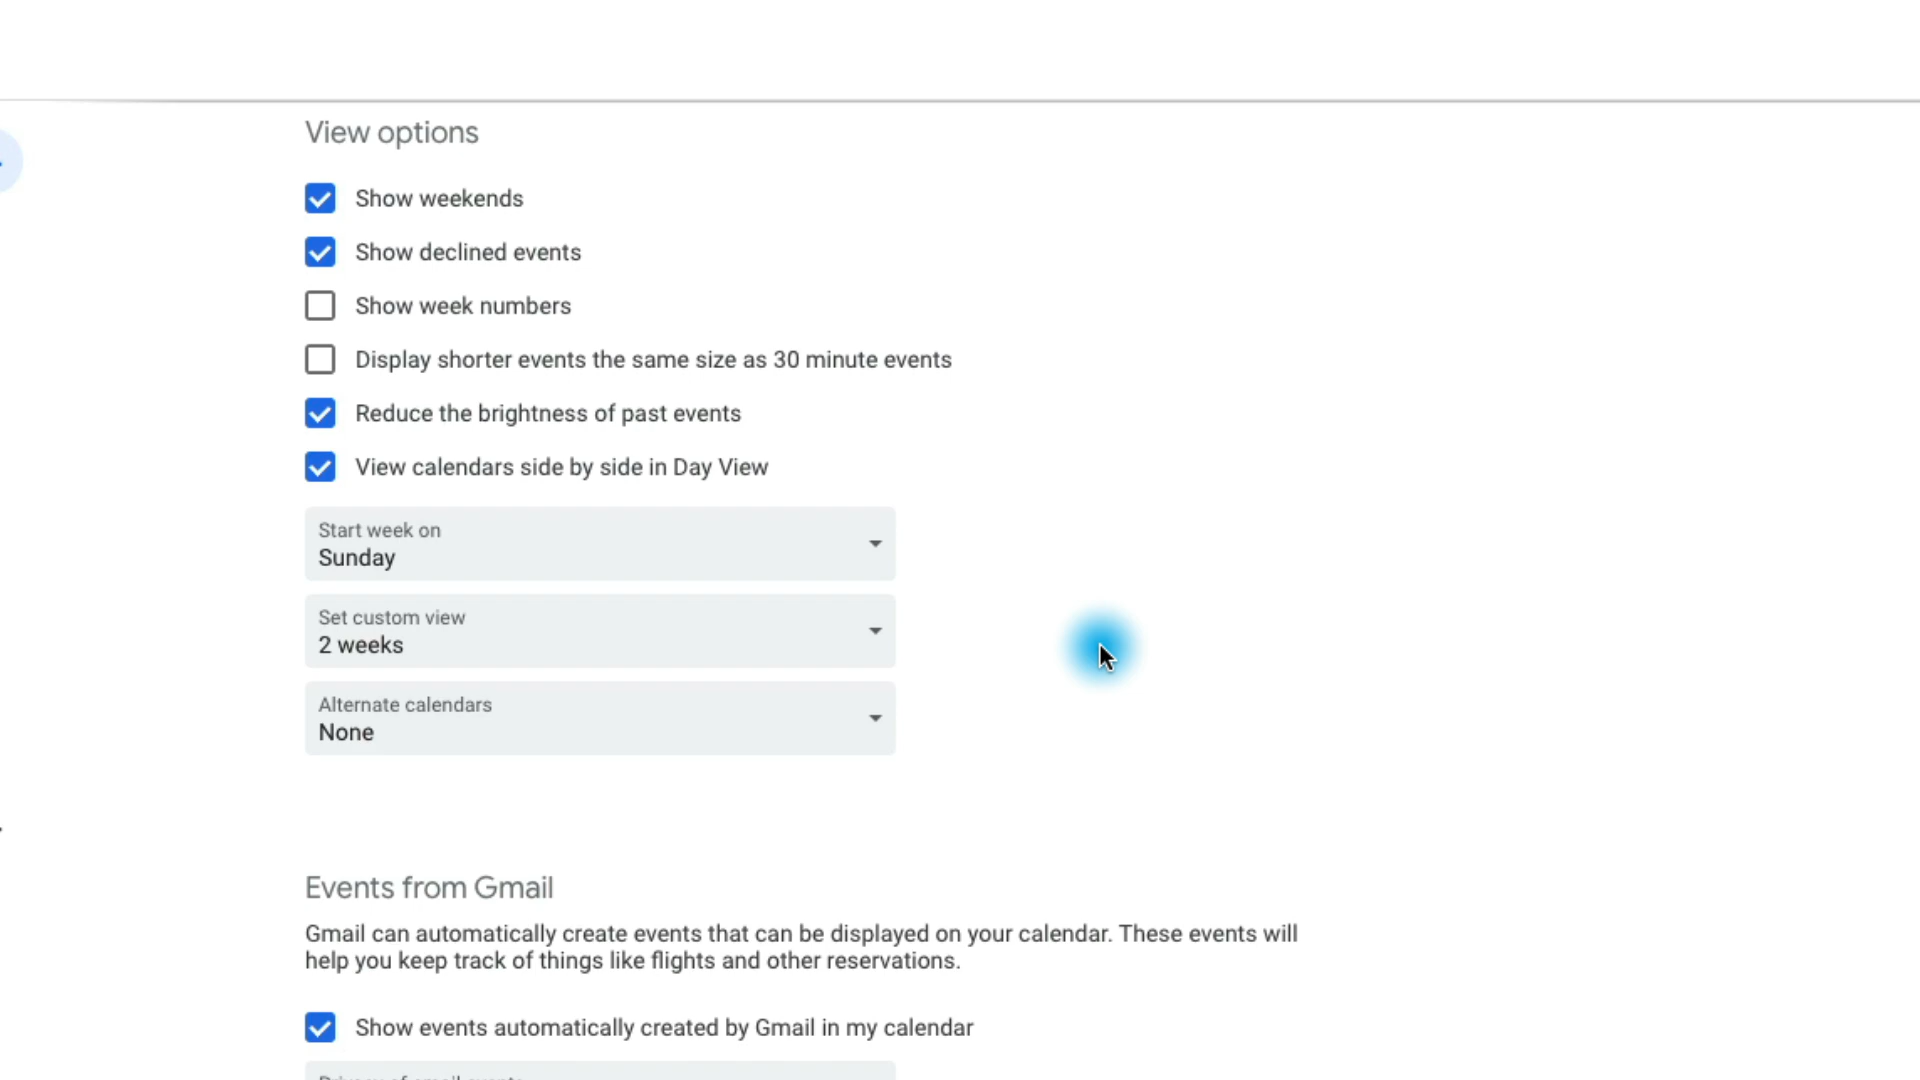 View options
Show weekends
Show declined events
Show week numbers
Display shorter events the same size as 30 minute events
Reduce the brightness of past events
View calendars side by side in Day View
Start week on
Sunday
Set custom view
2 weeks
Alternate calendars
None
Events from Gmail
Gmail can automatically create events that can be displayed on your calendar. These events will
help you keep track of things like flights and other reservations.
Show events automatically created by Gmail in my calendar